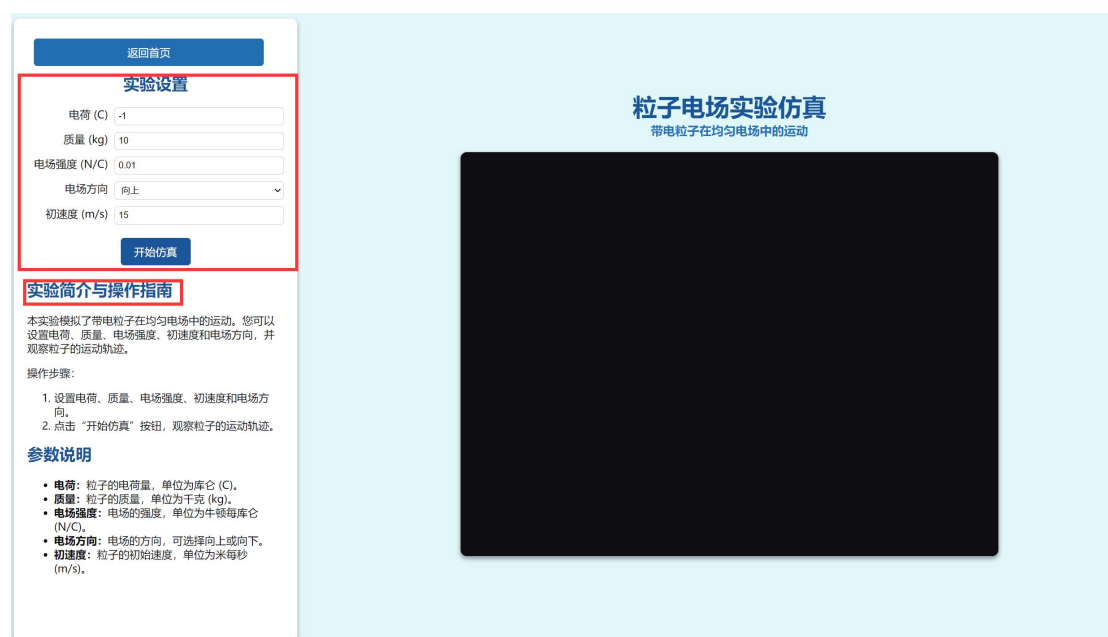 返回首页
实验设置
电荷 (C) -1
质量 (kg) 10
电场强度 (N/C) 0.01
电场方向 向上
初速度 (m/s) 15
开始仿真
实验简介与操作指南
本实验模拟了带电粒子在均匀电场中的运动。您可以
设置电荷、质量、电场强度、初速度和电场方向，并
观察粒子的运动轨迹。
操作步骤：
1. 设置电荷、质量、电场强度、初速度和电场方
向。
2. 点击“开始仿真”按钮，观察粒子的运动轨迹。
参数说明
• 电荷：粒子的电荷量，单位为库仑 (C)。
• 质量：粒子的质量，单位为千克 (kg)。
• 电场强度：电场的强度，单位为牛顿每库仑
(N/C)。
• 电场方向：电场的方向，可选择向上或向下。
• 初速度：粒子的初始速度，单位为米每秒
(m/s)。
粒子电场实验仿真
带电粒子在均匀电场中的运动